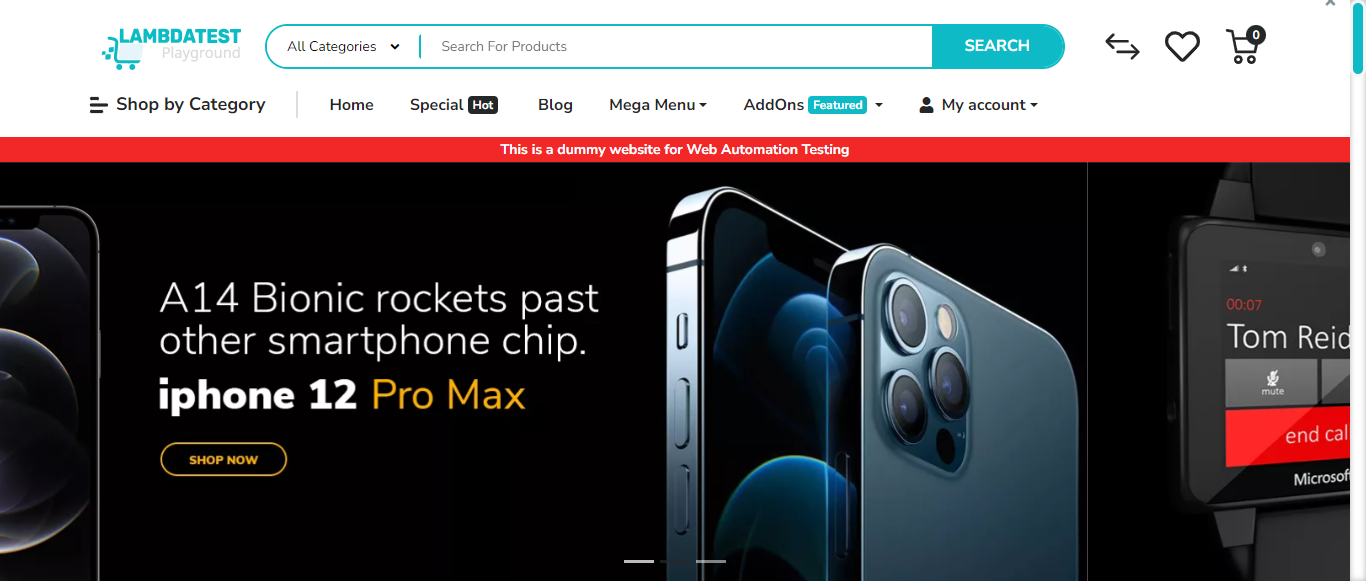 LAMBDATEST
Playground
All Categories
Search For Products
SEARCH
0
Shop by Category
Home
Special Hot
Blog
Mega Menu
AddOns Featured
My account
This is a dummy website for Web Automation Testing
A14 Bionic rockets past
other smartphone chip.
iphone 12 Pro Max
SHOP NOW
00:07
Tom Reid
mute
end cal
Microsof